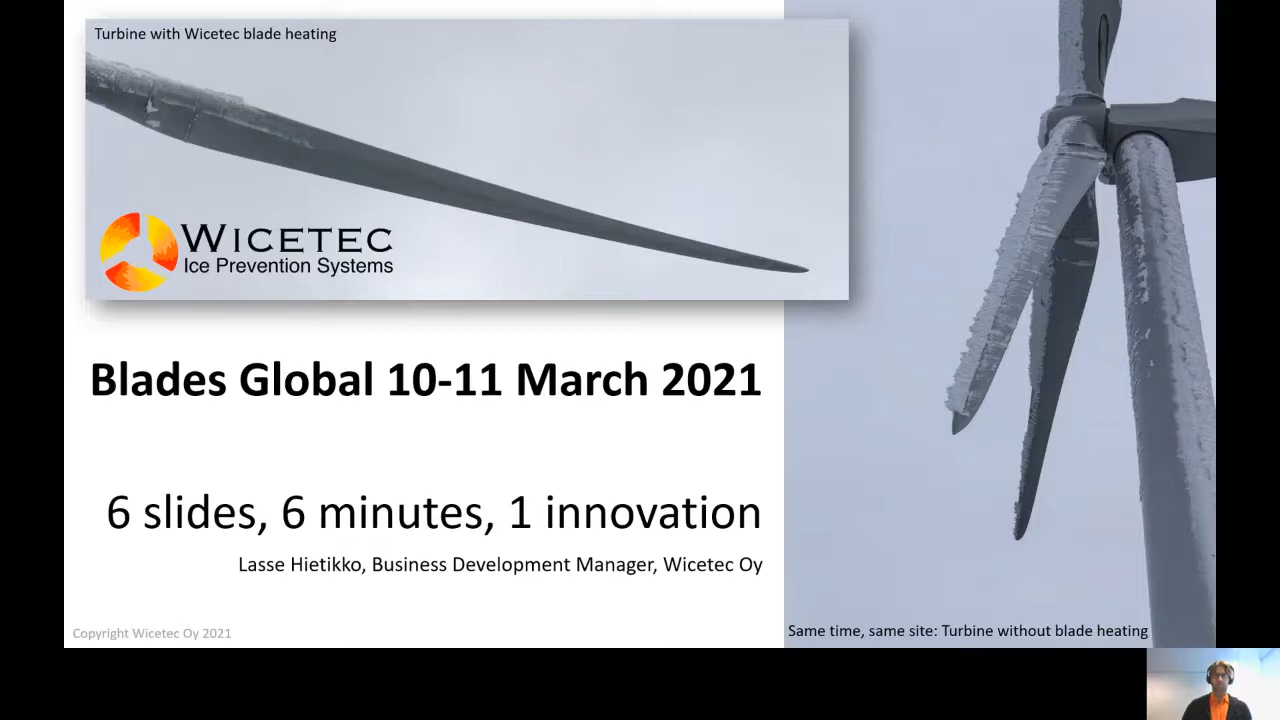 Turbine with Wicetec blade heating
WICETEC
Ice Prevention Systems
Blades Global 10-11 March 2021
6 slides, 6 minutes, 1 innovation
Lasse Hietikko, Business Development Manager, Wicetec Oy
Copyright Wicetec Oy 2021
Same time, same site: Turbine without blade heating